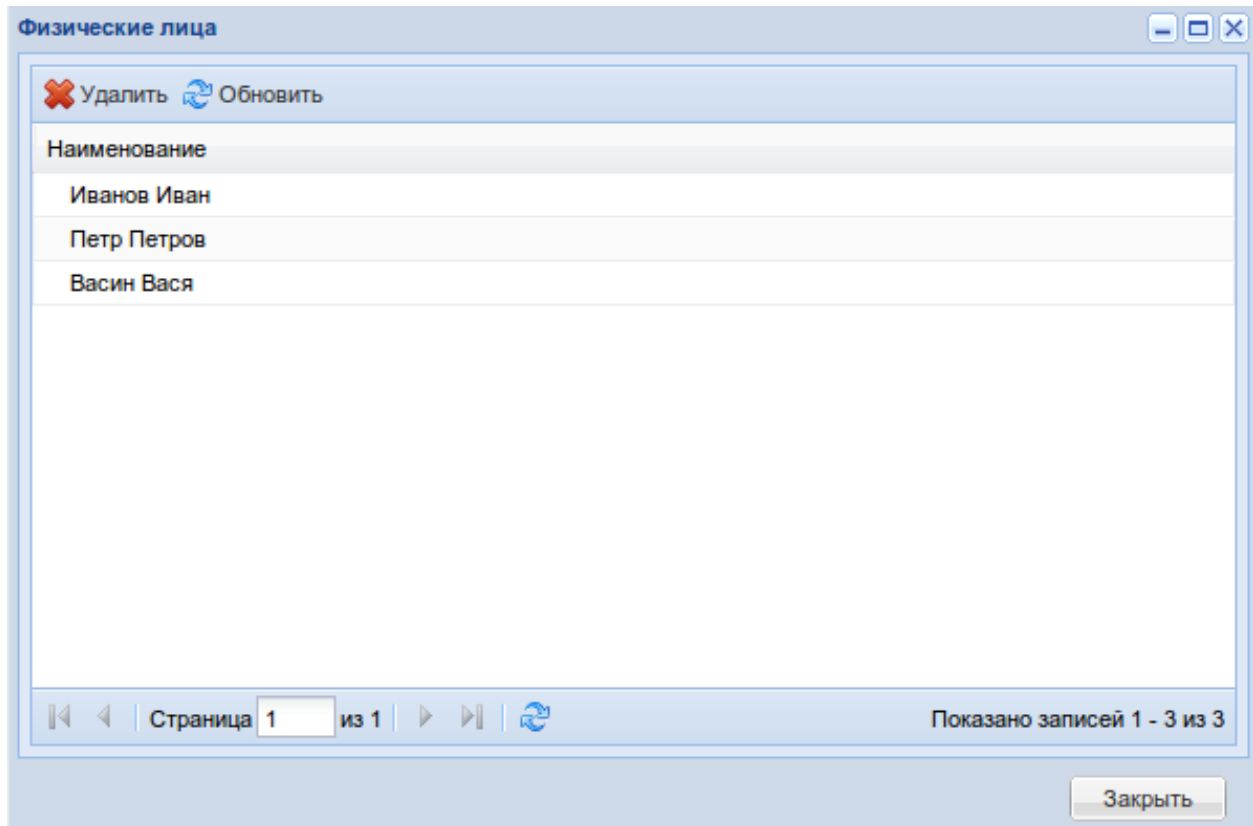 Физические лица
Удалить Обновить
Наименование
Иванов Иван
Петр Петров
Васин Вася
Страница 1 из 1 Показано записей 1 - 3 из 3
Закрыть